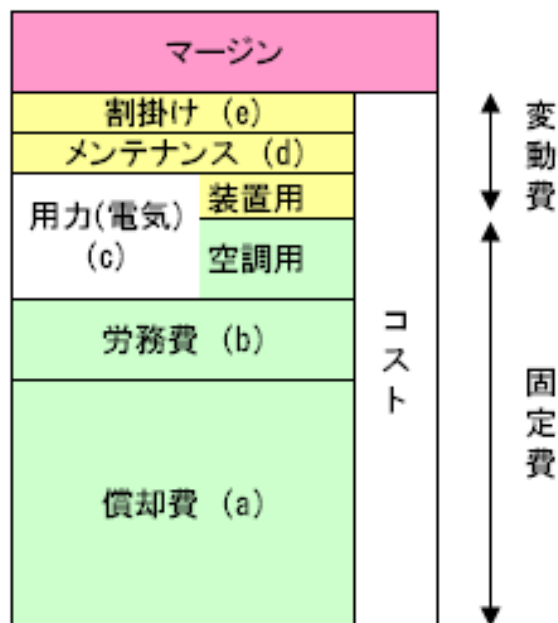 マージン
割掛け (e)
メンテナンス (d)
用力(電気)
(c)
装置用
空調用
労務費 (b)
償却費 (a)
コスト
変動費
固定費